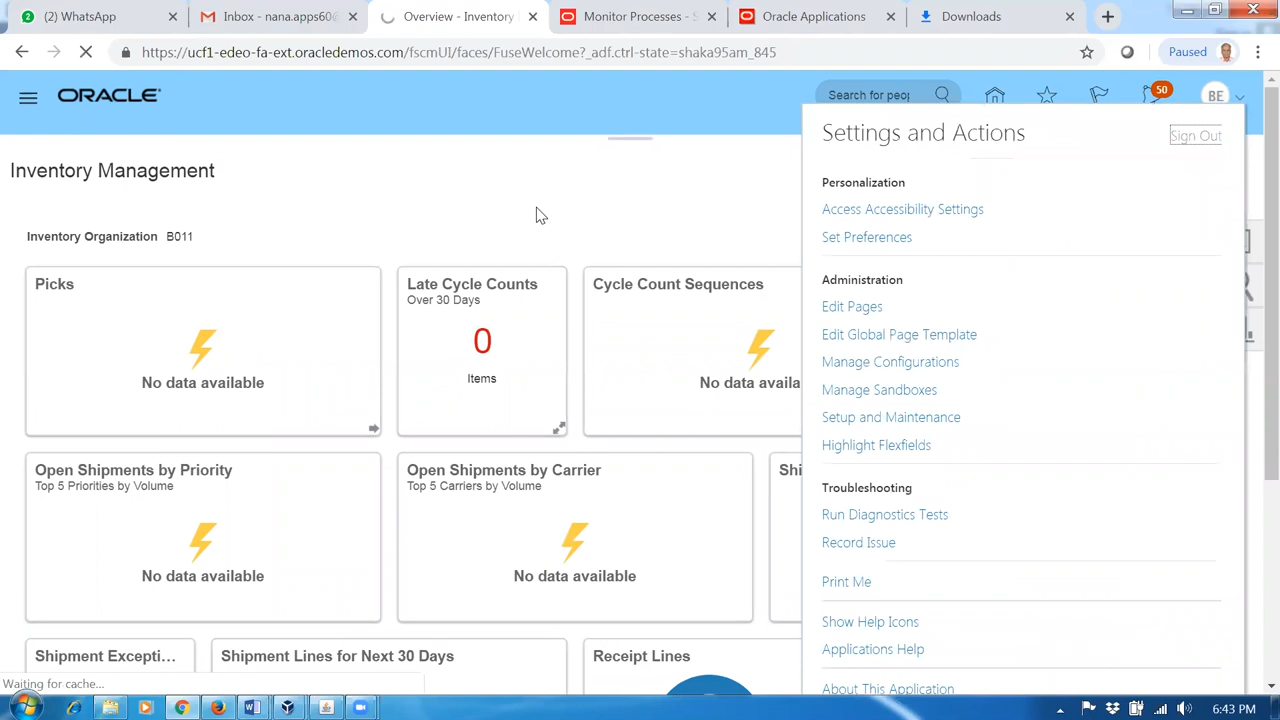 (2) WhatsApp
Inbox - nana.apps60@
Overview - Inventory
Monitor Processes - S
Oracle Applications
Downloads
https://ucf1-edeo-fa-ext.oracledemos.com/fscmUI/faces/FuseWelcome?_adf.ctrl-state=shaka95am_845
Paused
ORACLE
Search for peop
50
BE
Settings and Actions
Sign Out
Personalization
Access Accessibility Settings
Set Preferences
Administration
Edit Pages
Edit Global Page Template
Manage Configurations
Manage Sandboxes
Setup and Maintenance
Highlight Flexfields
Troubleshooting
Run Diagnostics Tests
Record Issue
Print Me
Show Help Icons
Applications Help
About This Application
Inventory Management
Inventory Organization B011
Picks
No data available
Late Cycle Counts
Over 30 Days
0
Items
Cycle Count Sequences
No data availa
Open Shipments by Priority
Top 5 Priorities by Volume
No data available
Open Shipments by Carrier
Top 5 Carriers by Volume
No data available
Shi
Shipment Excepti...
Shipment Lines for Next 30 Days
Receipt Lines
Waiting for cache...
6:43 PM